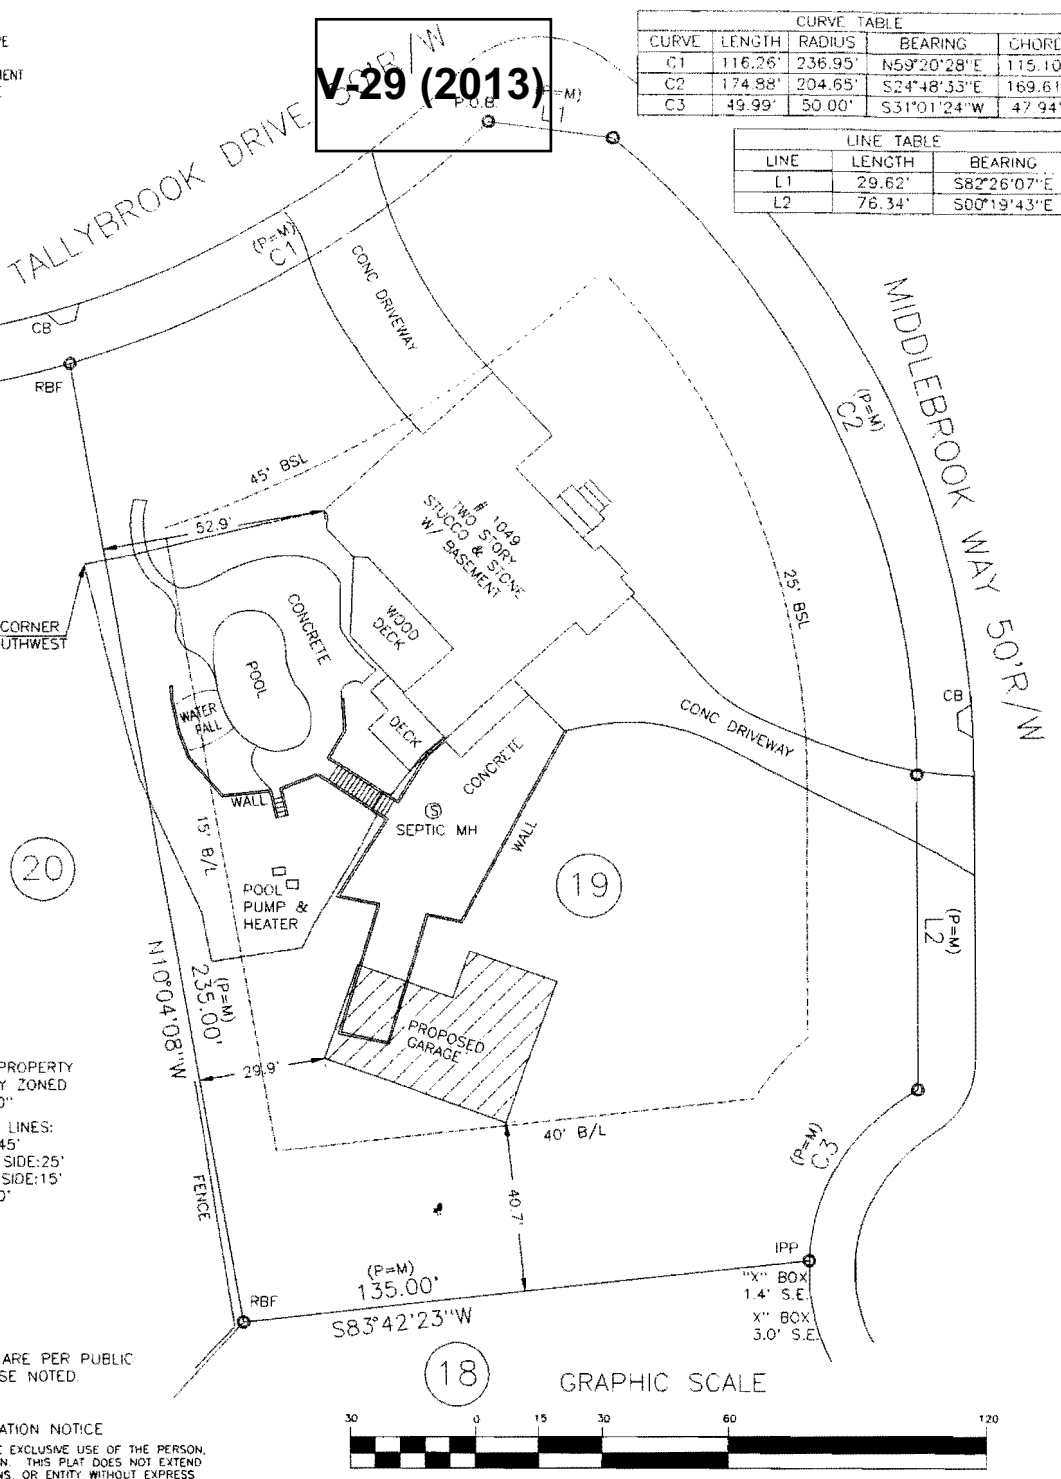 V-29 (2013)
TALLYBROOK DRIVE 50'R/W
P.O.B.
(P=M)
L1
CURVE TABLE
CURVE LENGTH RADIUS BEARING CHORD
C1 116.26' 236.95' N59°20'28"E 115.10
C2 174.88' 204.65' S24°48'33"E 169.61
C3 49.99' 50.00' S31°01'24"W 47.94'
LINE TABLE
LINE LENGTH BEARING
L1 29.62' S82°26'07"E
L2 76.34' S00°19'43"E
(P=M)
C1
CONC DRIVEWAY
CB
RBF
MIDDLEBROOK WAY 50'R/W
(P=M)
C2
45' BSL
52.9'
# 1049
TWO STORY
STUCCO & STONE
W/ BASEMENT
25' BSL
CORNER
CONCRETE
WOOD
DECK
POOL
WATER
FALL
DECK
CONCRETE
CONC DRIVEWAY
CB
WALL
SEPTIC MH
S
WALL
15' B/L
20
19
POOL
PUMP &
HEATER
(P=M)
L2
N10°04'08"W
(P=M)
235.00'
PROPOSED
GARAGE
29.9'
PROPERTY
ZONED
LINES:
45'
SIDE:25'
SIDE:15'
40' B/L
(P=M)
C3
FENCE
40.7'
IPP
"X" BOX
1.4' S.E.
X" BOX
3.0' S.E.
RBF
(P=M)
135.00'
S83°42'23"W
18
ARE PER PUBLIC
NOTED.
GRAPHIC SCALE
30 0 15 30 60 120
NOTICE
EXCLUSIVE USE OF THE PERSON,
THIS PLAT DOES NOT EXTEND
OR ENTITY WITHOUT EXPRESS